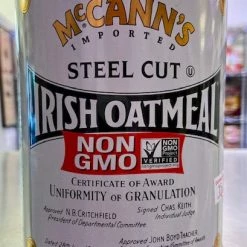 McCANN'S
IMPORTED
STEEL CUT U
IRISH OATMEAL
NON
GMO
NON
GMO
Project
VERIFIED
CERTIFICATE OF AWARD
UNIFORMITY OF GRANULATION
Approved N.B. CRITCHFIELD
President of Departmental Committee
Signed CHAS. KEITH
Individual Judge
Approved JOHN BOYD THACHER